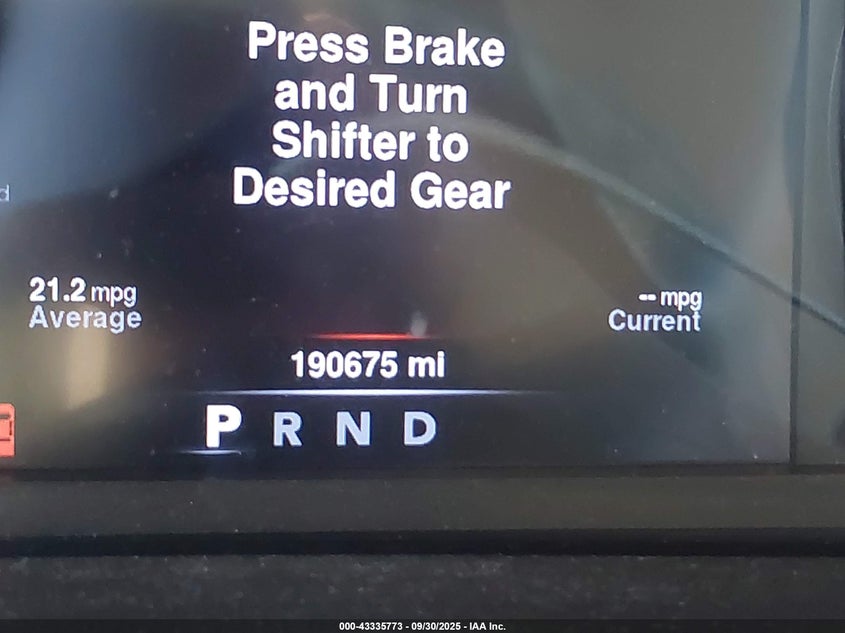 Press Brake
and Turn
Shifter to
Desired Gear
d
21.2 mpg
Average
-- mpg
Current
190675 mi
P R N D
000-43335773 - 09/30/2025 - IAA Inc.